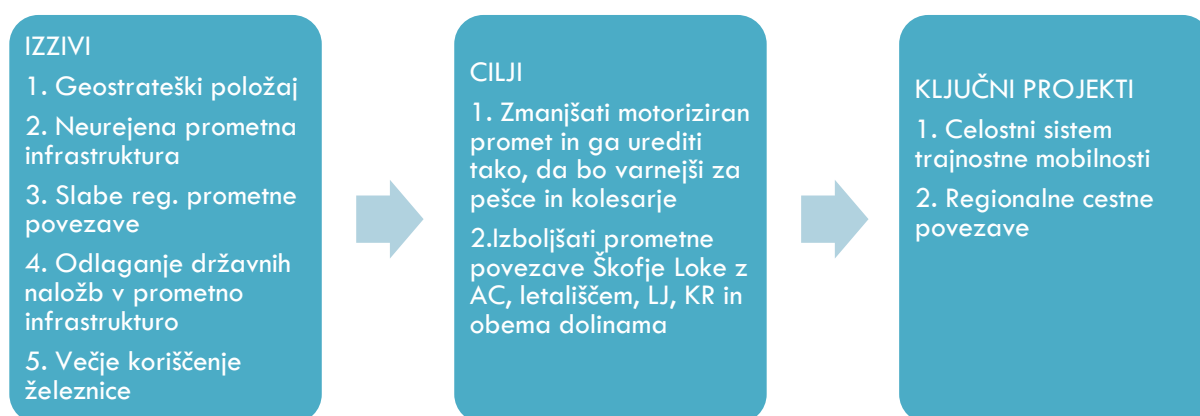 IZZIVI
1. Geostrateški položaj
2. Neurejena prometna
infrastruktura
3. Slabe reg. prometne
povezave
4. Odlaganje državnih
naložb v prometno
infrastrukturo
5. Večje koriščenje
železnice
CILJI
1. Zmanjšati motoriziran
promet in ga urediti
tako, da bo varnejši za
pešce in kolesarje
2.Izboljšati prometne
povezave Škofje Loke z
AC, letališčem, LJ, KR in
obema dolinama
KLJUČNI PROJEKTI
1. Celostni sistem
trajnostne mobilnosti
2. Regionalne cestne
povezave